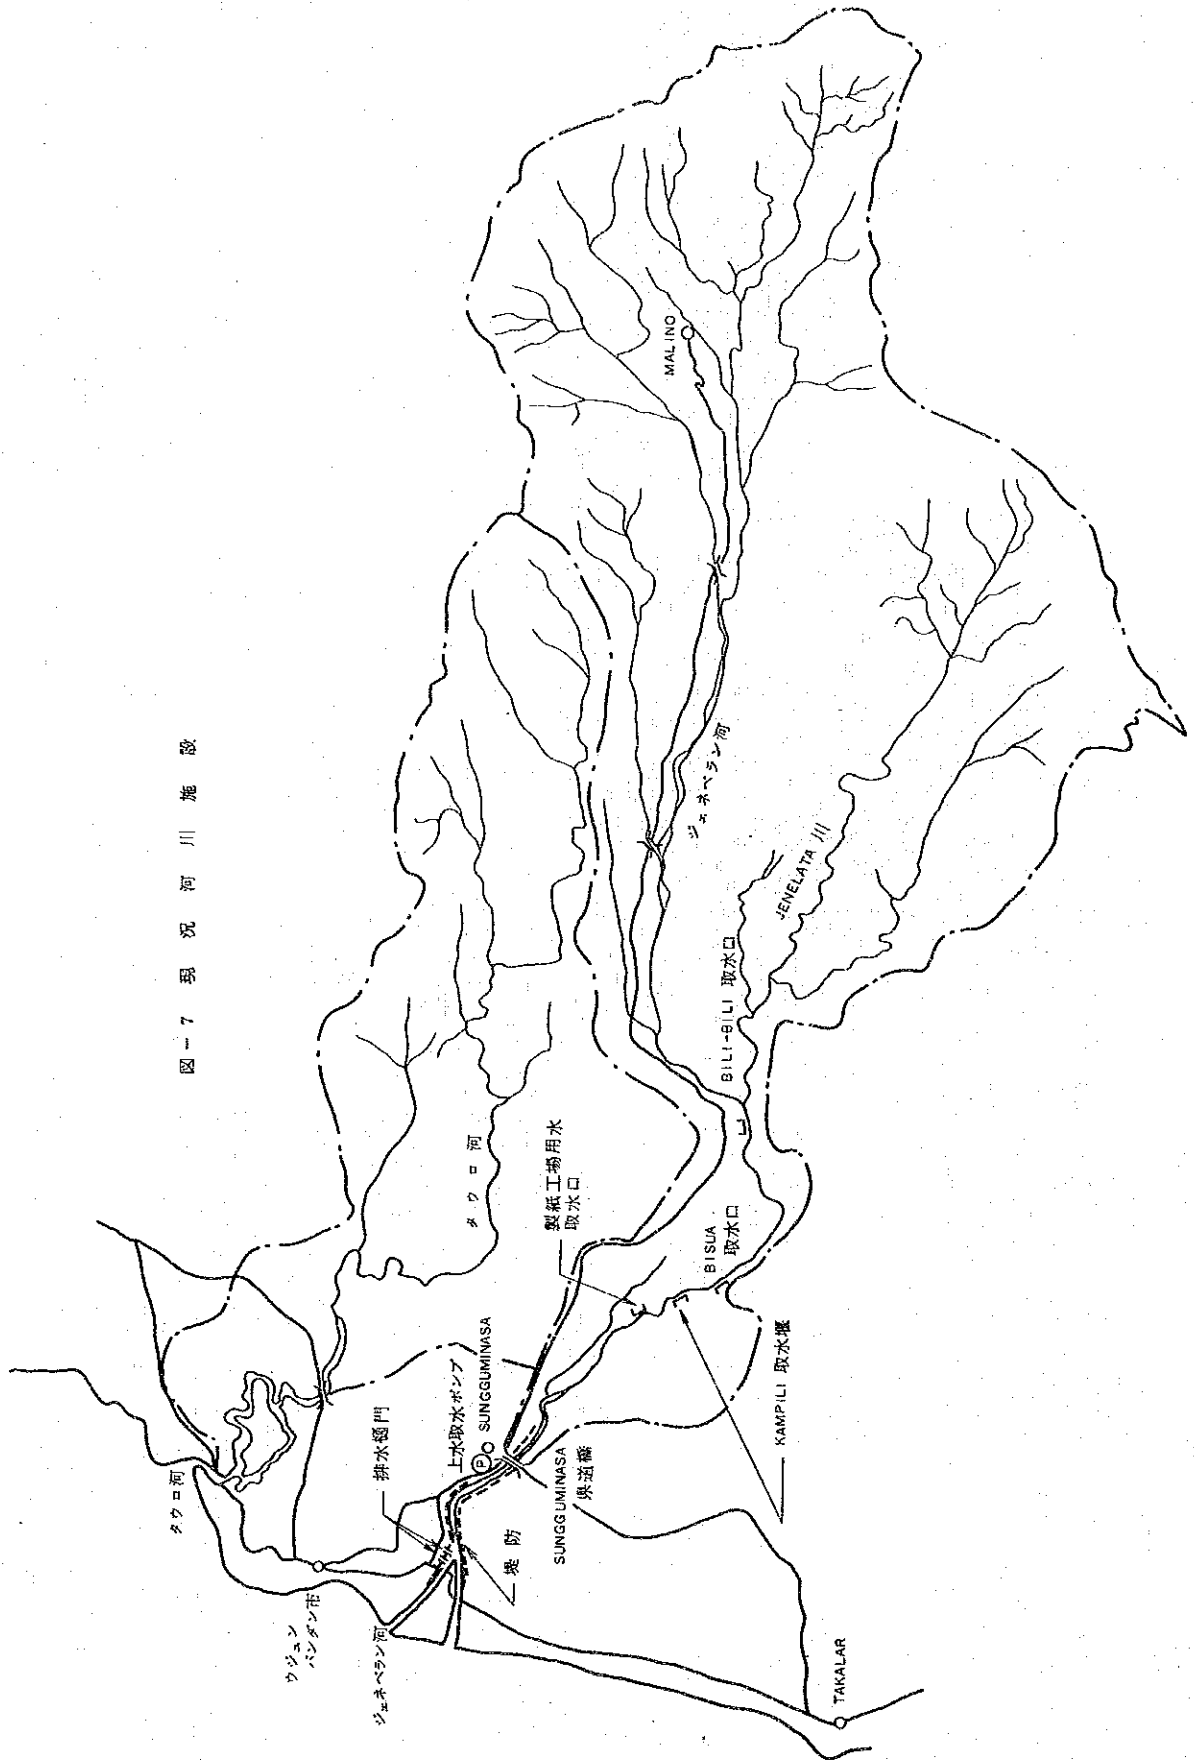 図－7 現況河川施設
タウロ河
ウジュン
パンダン市
ジェネベラン河
排水樋門
堤防
上水取水ポンプ
P
SUNGGUMINASA
SUNGGUMINASA
県道橋
タウロ河
製紙工場用水
取水口
BISUA
取水口
KAMPILI 取水堰
BILI-BILI 取水口
JENELATA 川
ジェネベラン河
MALINO
TAKALAR